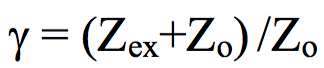 γ = (Zex+Zo) /Zo